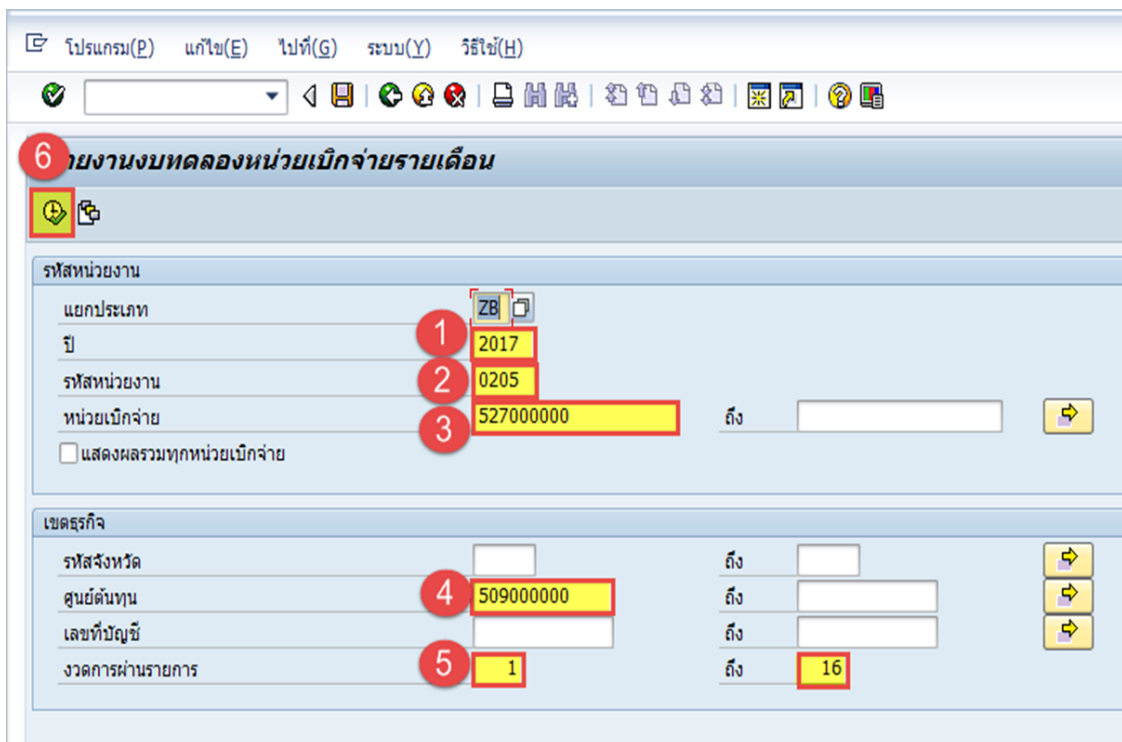 โปรแกรม(P) แก้ไข(E) ไปที่(G) ระบบ(Y) วิธีใช้(H)
6 ายงานงบทดลองหน่วยเบิกจ่ายรายเดือน
รหัสหน่วยงาน
แยกประเภท ZB
ปี 1 2017
รหัสหน่วยงาน 2 0205
หน่วยเบิกจ่าย 3 527000000 ถึง
แสดงผลรวมทุกหน่วยเบิกจ่าย
เขตธุรกิจ
รหัสจังหวัด ถึง
ศูนย์ต้นทุน 4 509000000 ถึง
เลขที่บัญชี ถึง
งวดการผ่านรายการ 5 1 ถึง 16